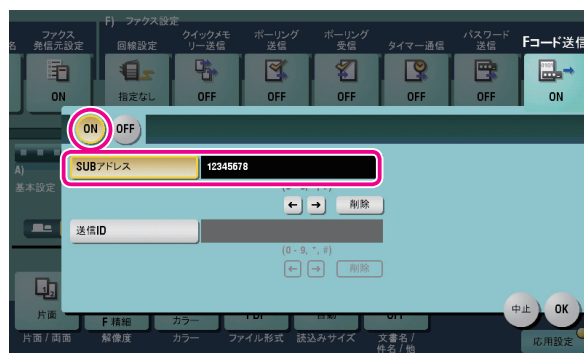 F) ファクス設定
名
ファクス
発信元設定
回線設定
クイックメモ
リー送信
ポーリング
送信
ポーリング
受信
タイマー通信
パスワード
送信
Fコード送信
ON
指定なし
OFF
OFF
OFF
OFF
OFF
ON
ON
OFF
SUBアドレス
12345678
←
→
削除
送信ID
(0 - 9, *, #)
←
→
削除
中止
OK
A)
基本設定
片面
F 精細
カラー
片面 / 両面
解像度
カラー
ファイル形式
読込みサイズ
文書名 /
件名 / 他
応用設定